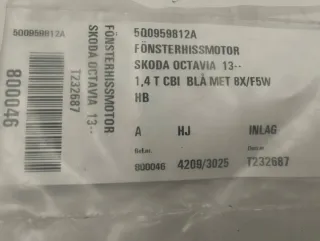 5Q0959812A
FÖNSTERHISSMOTOR
SKODA OCTAVIA 13--
T232687
800046
5Q0959812A
FÖNSTERHISSMOTOR
SKODA OCTAVIA 13--
1,4 T CBI BLÅ MET 8X/F5W
HB
A HJ INLAG
800046 4209/3025 T232687